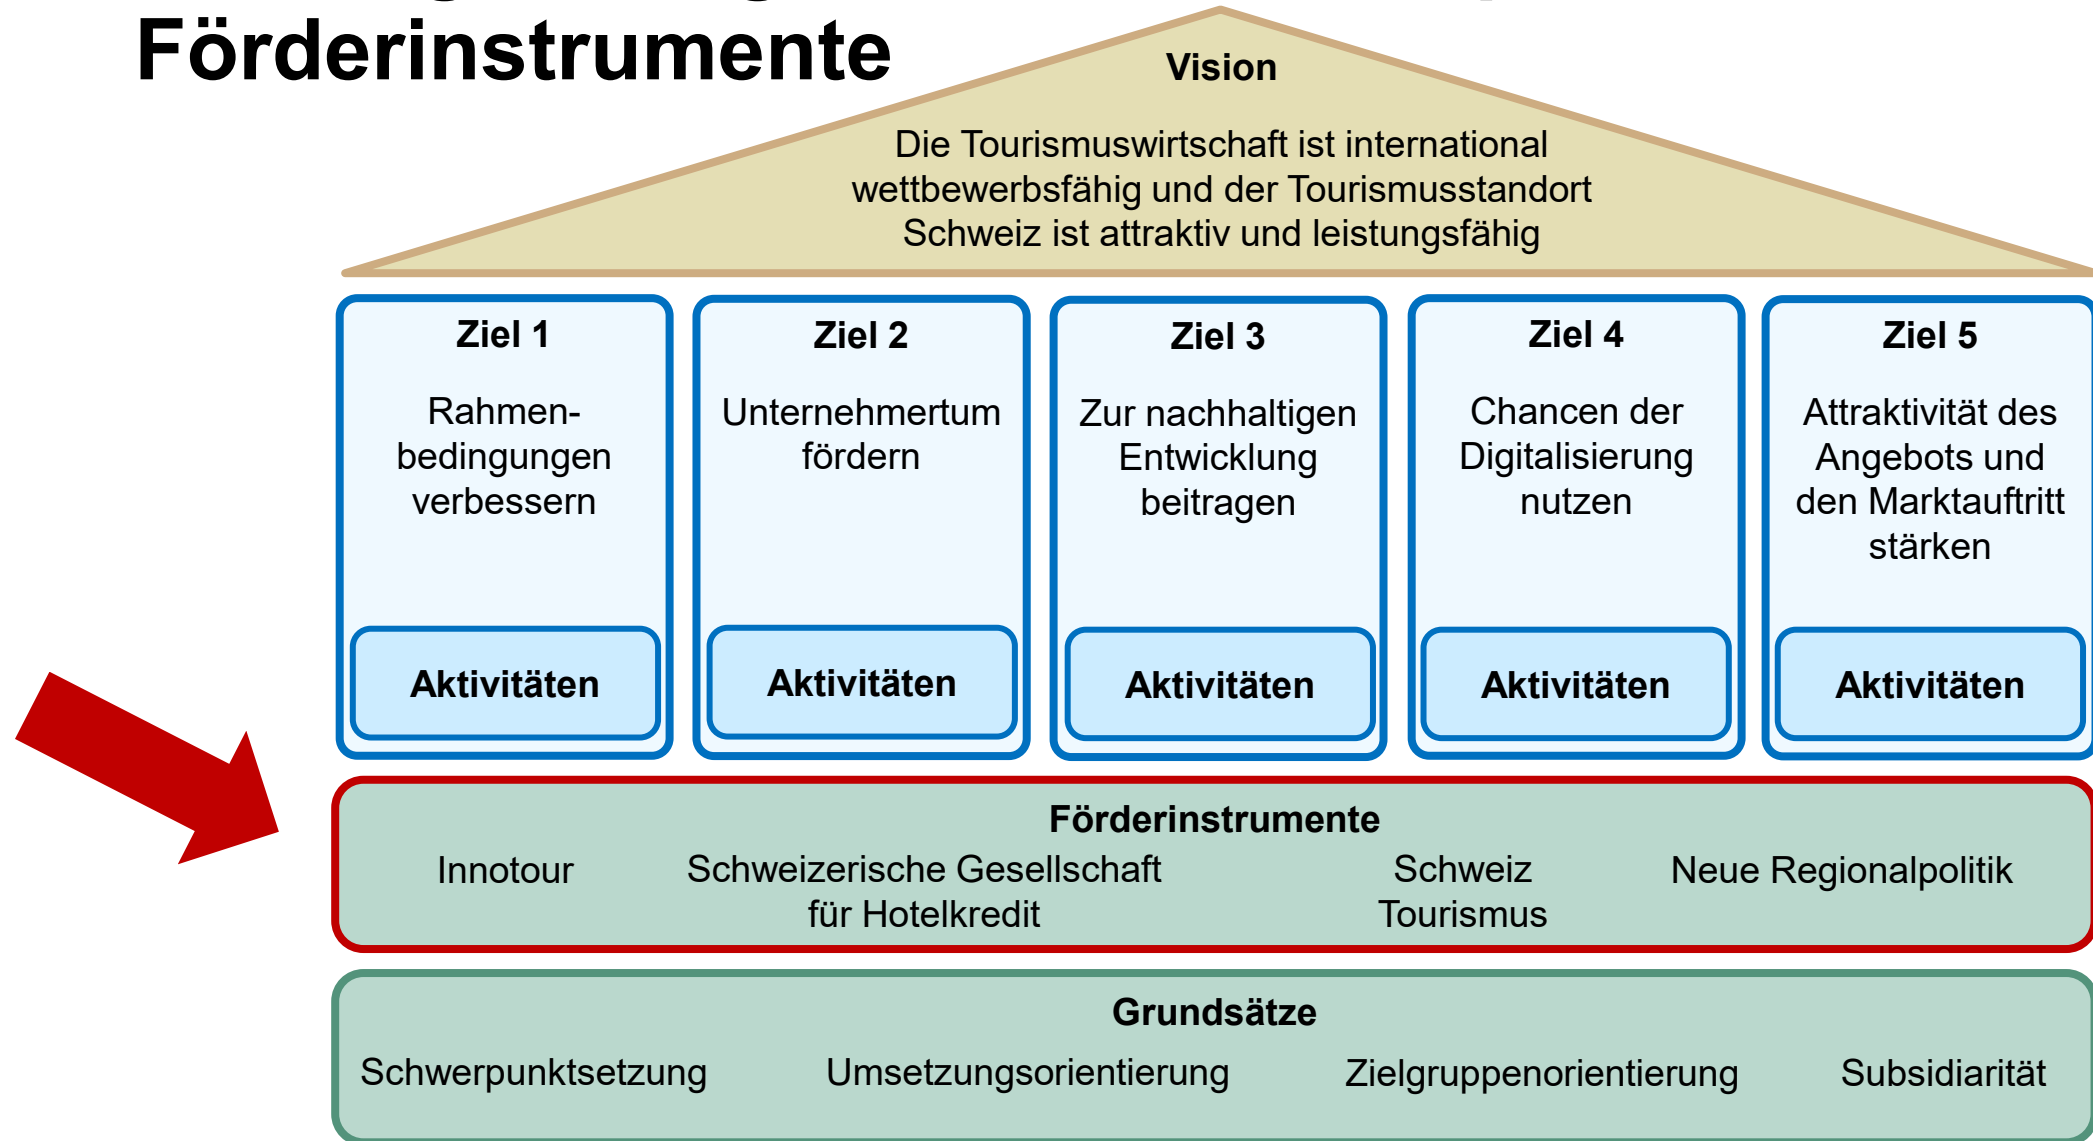 Förderinstrumente
Vision
Die Tourismuswirtschaft ist international
wettbewerbsfähig und der Tourismusstandort
Schweiz ist attraktiv und leistungsfähig
Ziel 1
Rahmen-
bedingungen
verbessern
Aktivitäten
Ziel 2
Unternehmertum
fördern
Aktivitäten
Ziel 3
Zur nachhaltigen
Entwicklung
beitragen
Aktivitäten
Ziel 4
Chancen der
Digitalisierung
nutzen
Aktivitäten
Ziel 5
Attraktivität des
Angebots und
den Marktauftritt
stärken
Aktivitäten
Förderinstrumente
Innotour
Schweizerische Gesellschaft
für Hotelkredit
Schweiz
Tourismus
Neue Regionalpolitik
Grundsätze
Schwerpunktsetzung
Umsetzungsorientierung
Zielgruppenorientierung
Subsidiarität